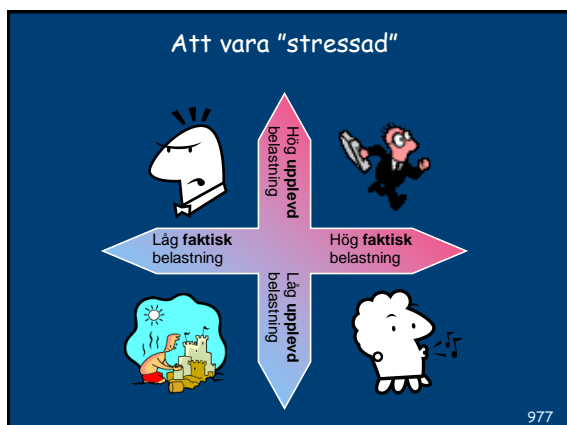 Att vara ”stressad”
Hög upplevd
belastning
Låg faktisk
belastning
Hög faktisk
belastning
Låg upplevd
belastning
977